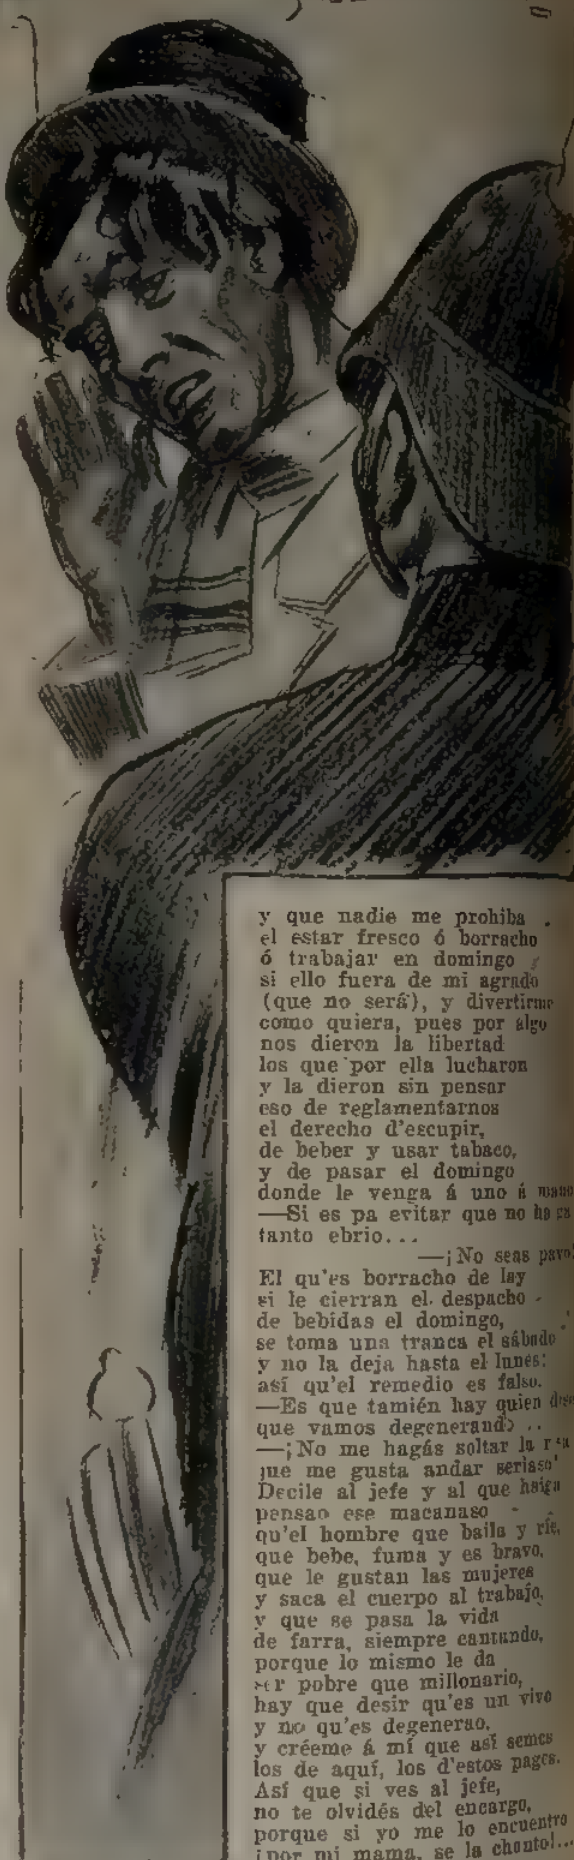 y que nadie me prohiba
el estar fresco ó borracho
ó trabajar en domingo
si ello fuera de mi agrado
(que no será), y divertirme
como quiera, pues por algo
nos dieron la libertad
los que por ella lucharon
y la dieron sin pensar
eso de reglamentarnos
el derecho d'escupir,
de beber y usar tabaco,
y de pasar el domingo
donde le venga á uno á mano
—Si es pa evitar que no haga
tanto ebrio...
—¡No seas pavo!
El qu'es borracho de lay
si le cierran el despacho
de bebidas el domingo,
se toma una tranca el sábado
y no la deja hasta el lunes:
así qu'el remedio es falso.
—Es que tamién hay quien dise
que vamos degenerando ..
—¡No me hagás soltar la
que me gusta andar seriaso!
Decile al jefe y al que haiga
pensao ese macanaso
qu'el hombre que baila y ríe,
que bebe, fuma y es bravo,
que le gustan las mujeres
y saca el cuerpo al trabajo,
y que se pasa la vida
de farra, siempre cantando,
porque lo mismo le da
ser pobre que millonario,
hay que desir qu'es un vivo
y no qu'es degenerao,
y créeme á mí que así semos
los de aquí, los d'estos pagos.
Así que si ves al jefe,
no te olvidés del encargo,
porque si yo me lo encuentro
¡por mi mama, se la chanto!...